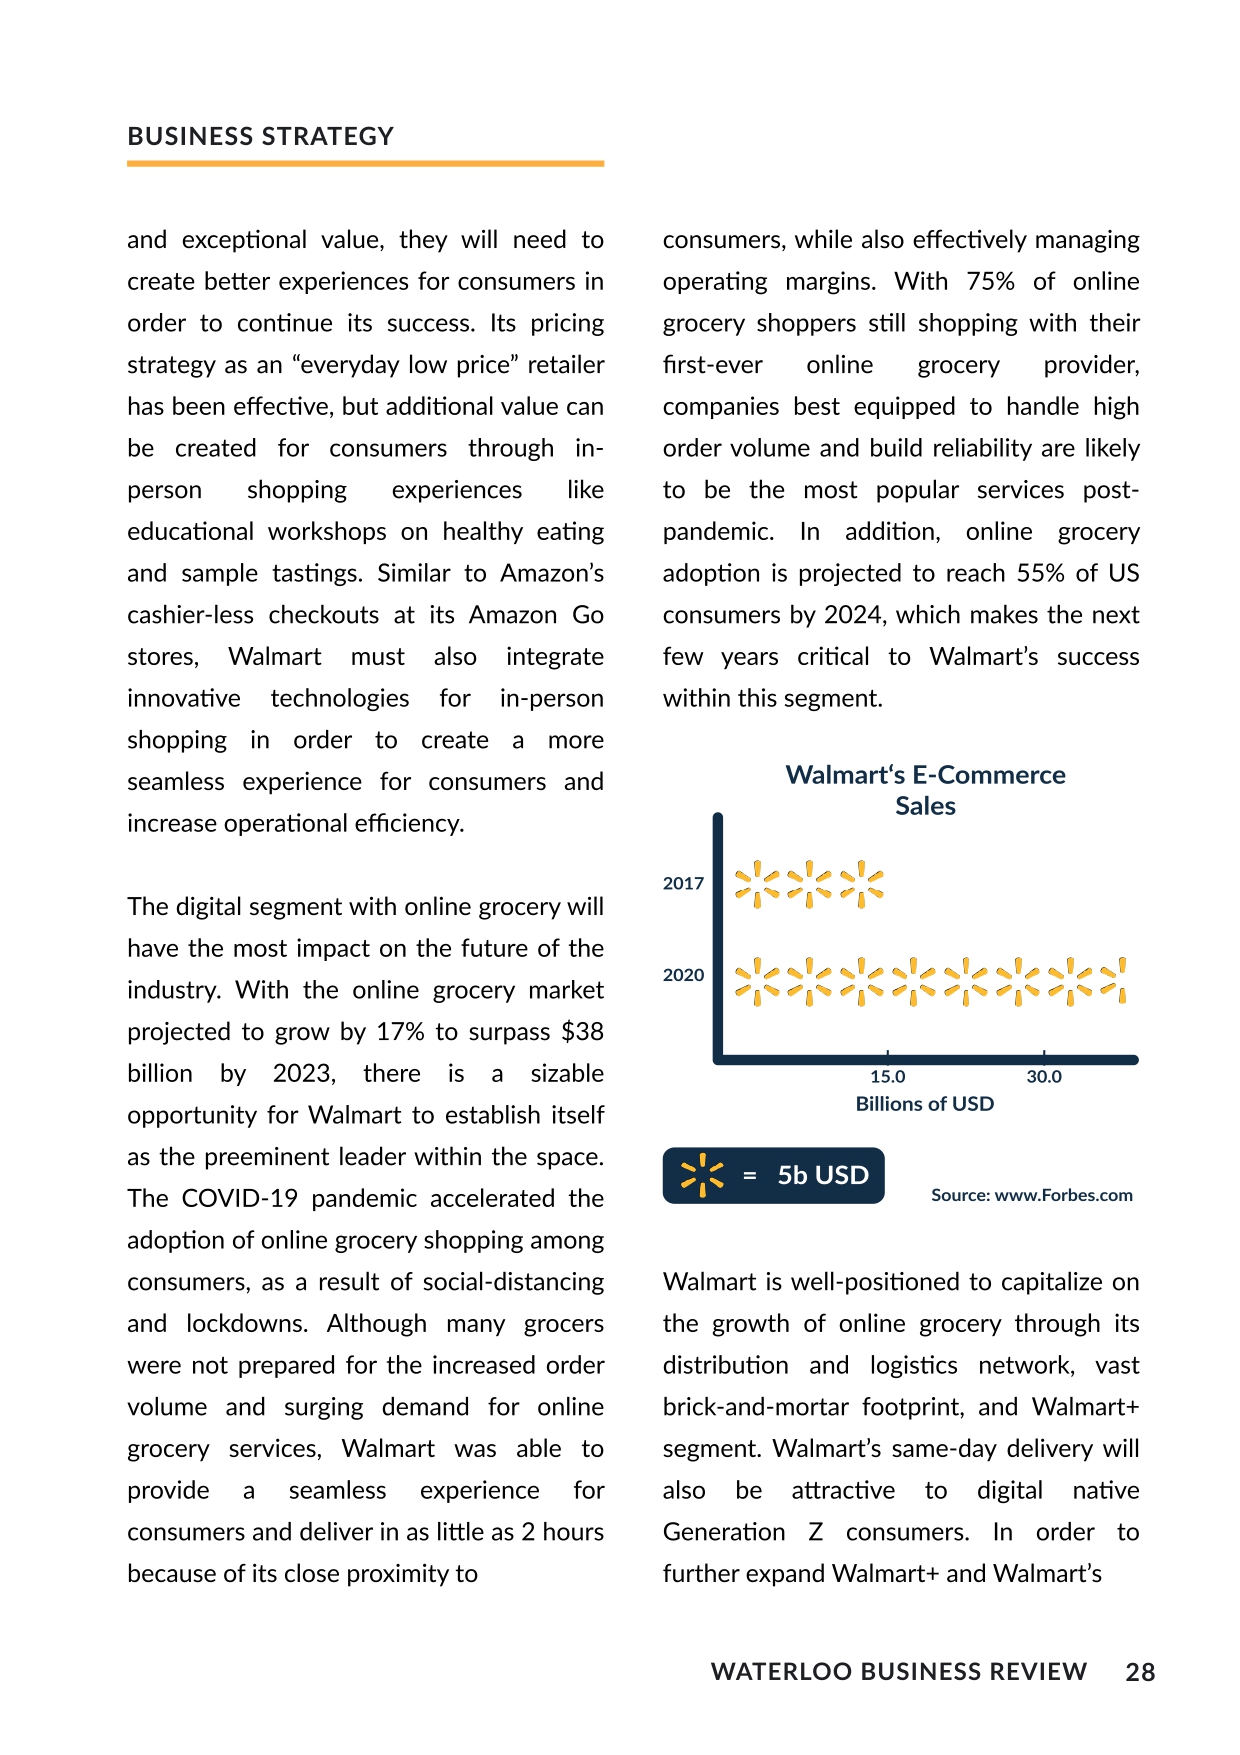 BUSINESS STRATEGY
and exceptional value, they will need to
create better experiences for consumers in
order to continue its success. Its pricing
strategy as an “everyday low price” retailer
has been effective, but additional value can
be created for consumers through in-
person shopping experiences like
educational workshops on healthy eating
and sample tastings. Similar to Amazon’s
cashier-less checkouts at its Amazon Go
stores, Walmart must also integrate
innovative technologies for in-person
shopping in order to create a more
seamless experience for consumers and
increase operational efficiency.
The digital segment with online grocery will
have the most impact on the future of the
industry. With the online grocery market
projected to grow by 17% to surpass $38
billion by 2023, there is a sizable
opportunity for Walmart to establish itself
as the preeminent leader within the space.
The COVID-19 pandemic accelerated the
adoption of online grocery shopping among
consumers, as a result of social-distancing
and lockdowns. Although many grocers
were not prepared for the increased order
volume and surging demand for online
grocery services, Walmart was able to
provide a seamless experience for
consumers and deliver in as little as 2 hours
because of its close proximity to
consumers, while also effectively managing
operating margins. With 75% of online
grocery shoppers still shopping with their
first-ever online grocery provider,
companies best equipped to handle high
order volume and build reliability are likely
to be the most popular services post-
pandemic. In addition, online grocery
adoption is projected to reach 55% of US
consumers by 2024, which makes the next
few years critical to Walmart’s success
within this segment.
Walmart‘s E-Commerce
Sales
2017
2020
15.0 30.0
Billions of USD
= 5b USD
Source: www.Forbes.com
Walmart is well-positioned to capitalize on
the growth of online grocery through its
distribution and logistics network, vast
brick-and-mortar footprint, and Walmart+
segment. Walmart’s same-day delivery will
also be attractive to digital native
Generation Z consumers. In order to
further expand Walmart+ and Walmart’s
WATERLOO BUSINESS REVIEW 28